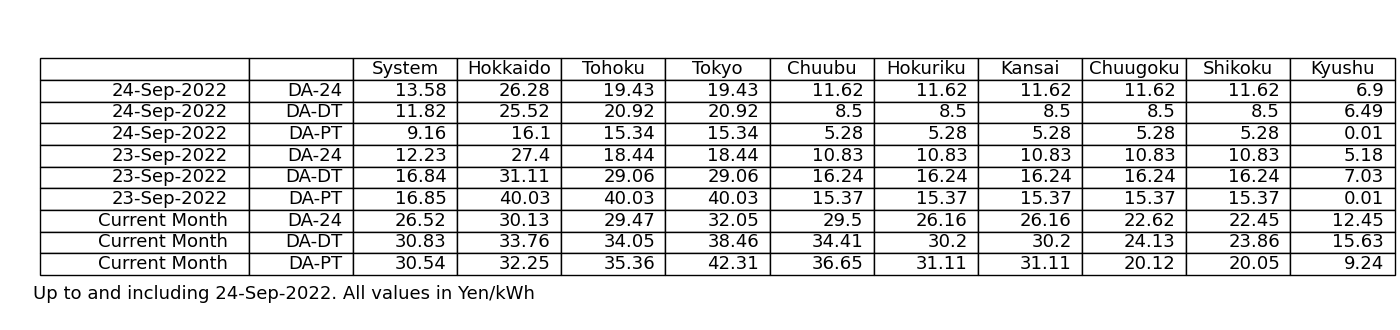 System Hokkaido Tohoku Tokyo Chuubu Hokuriku Kansai Chuugoku Shikoku Kyushu
24-Sep-2022 DA-24 13.58 26.28 19.43 19.43 11.62 11.62 11.62 11.62 11.62 6.9
24-Sep-2022 DA-DT 11.82 25.52 20.92 20.92 8.5 8.5 8.5 8.5 8.5 6.49
24-Sep-2022 DA-PT 9.16 16.1 15.34 15.34 5.28 5.28 5.28 5.28 5.28 0.01
23-Sep-2022 DA-24 12.23 27.4 18.44 18.44 10.83 10.83 10.83 10.83 10.83 5.18
23-Sep-2022 DA-DT 16.84 31.11 29.06 29.06 16.24 16.24 16.24 16.24 16.24 7.03
23-Sep-2022 DA-PT 16.85 40.03 40.03 40.03 15.37 15.37 15.37 15.37 15.37 0.01
Current Month DA-24 26.52 30.13 29.47 32.05 29.5 26.16 26.16 22.62 22.45 12.45
Current Month DA-DT 30.83 33.76 34.05 38.46 34.41 30.2 30.2 24.13 23.86 15.63
Current Month DA-PT 30.54 32.25 35.36 42.31 36.65 31.11 31.11 20.12 20.05 9.24
Up to and including 24-Sep-2022. All values in Yen/kWh